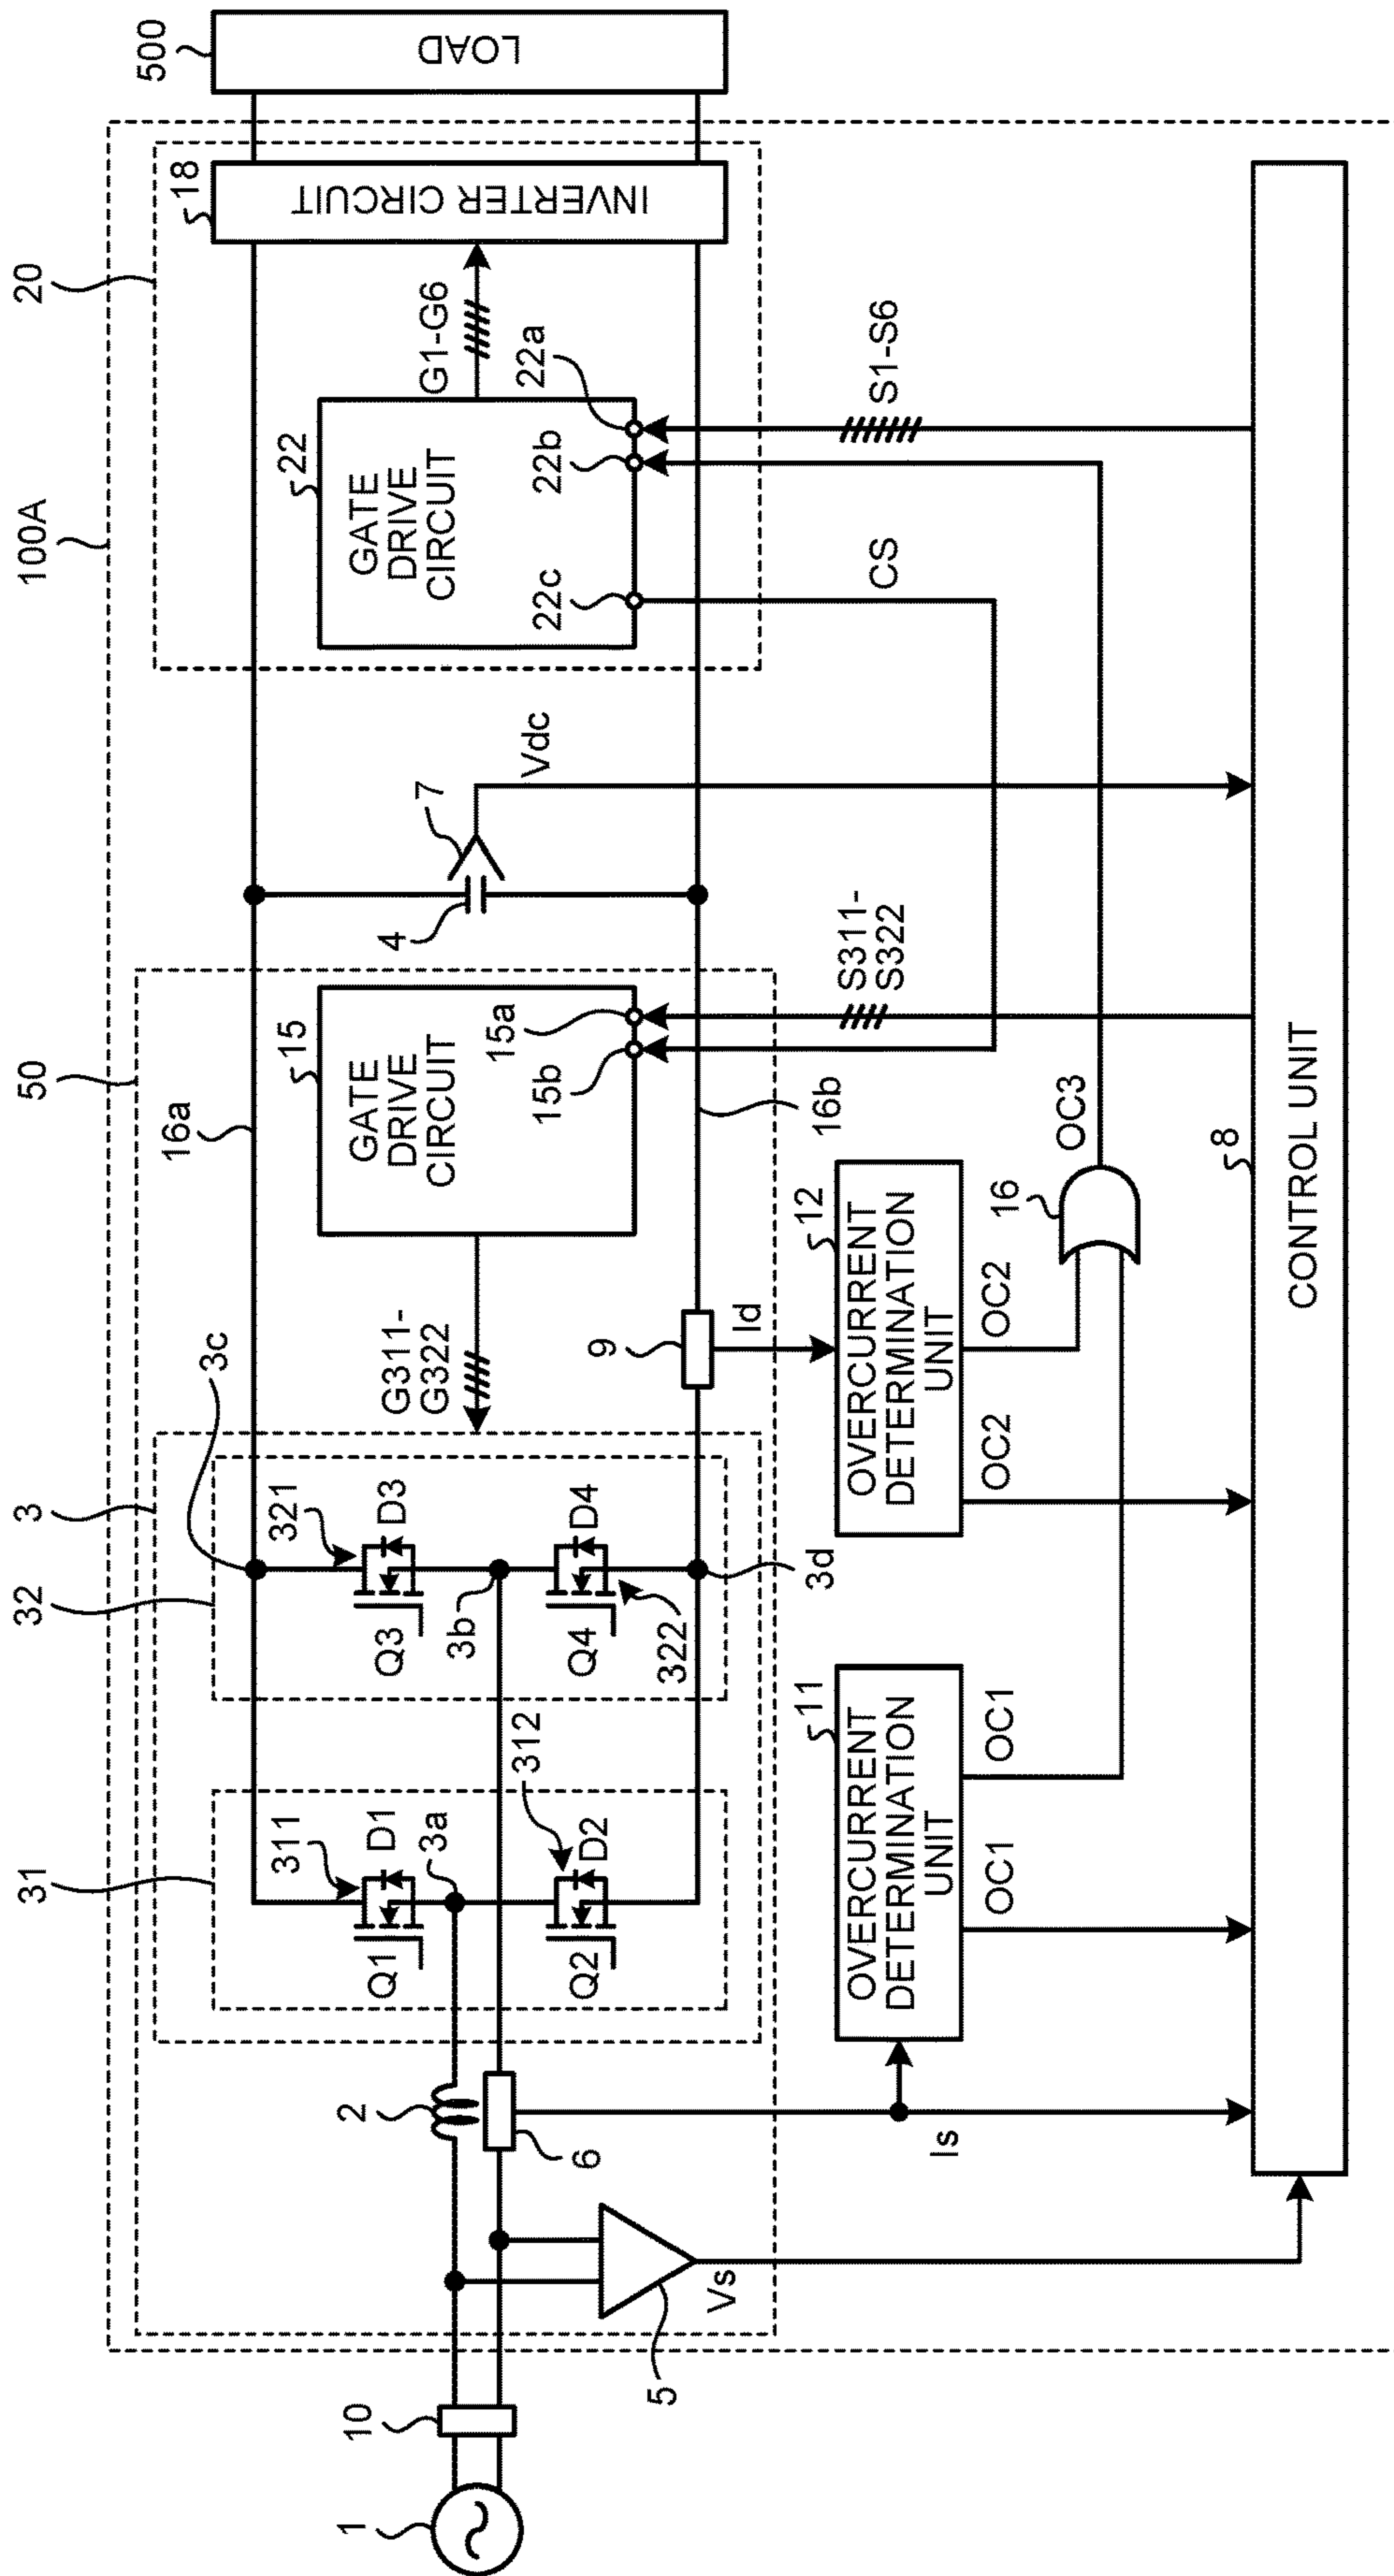 100A
50
20
31
32
3
3c
16a
15
GATE
DRIVE
CIRCUIT
15a
15b
G311-
G322
22
GATE
DRIVE
CIRCUIT
22a
22b
22c
G1-G6
18
INVERTER CIRCUIT
500
LOAD
1
10
2
6
5
Vs
Is
311
D1
Q1
3a
312
D2
Q2
321
D3
Q3
3b
D4
Q4
322
3d
9
Id
16b
4
7
Vdc
S311-
S322
CS
S1-S6
11
OVERCURRENT
DETERMINATION
UNIT
OC1
OC1
12
OVERCURRENT
DETERMINATION
UNIT
OC2
OC2
16
OC3
8
CONTROL UNIT